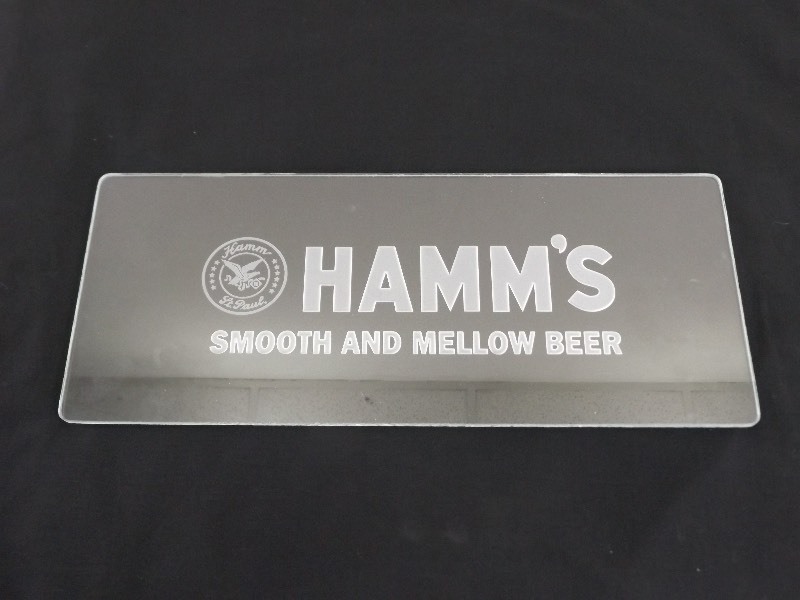 Hamm
St. Paul.
HAMM'S
SMOOTH AND MELLOW BEER